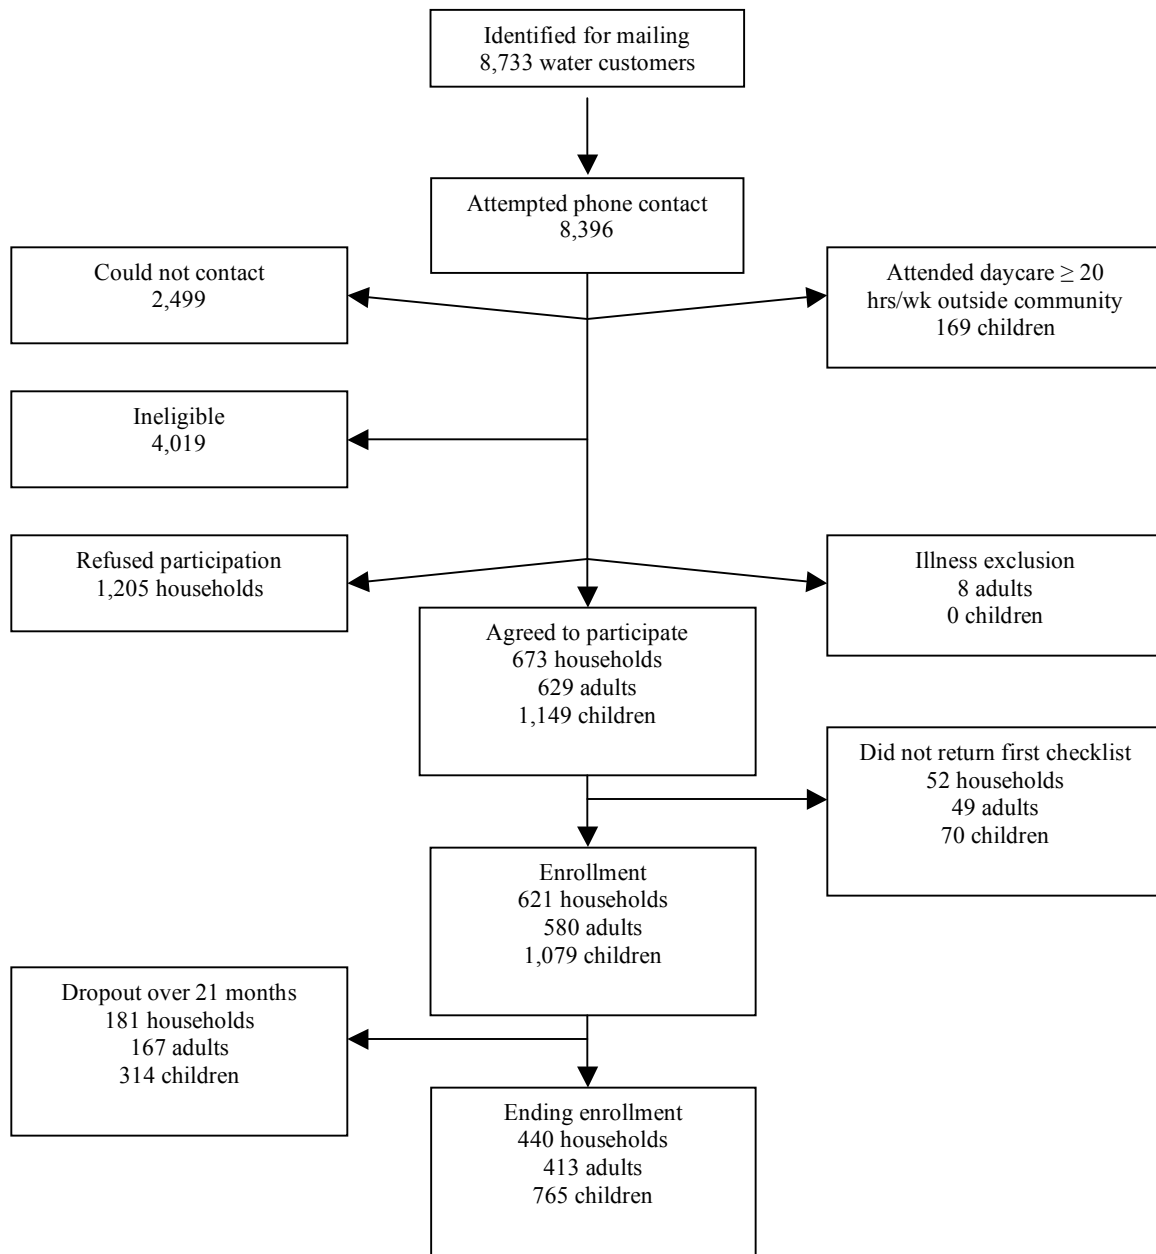 Identified for mailing
8,733 water customers
Attempted phone contact
8,396
Could not contact
2,499
Attended daycare ≥ 20
hrs/wk outside community
169 children
Ineligible
4,019
Refused participation
1,205 households
Illness exclusion
8 adults
0 children
Agreed to participate
673 households
629 adults
1,149 children
Did not return first checklist
52 households
49 adults
70 children
Enrollment
621 households
580 adults
1,079 children
Dropout over 21 months
181 households
167 adults
314 children
Ending enrollment
440 households
413 adults
765 children